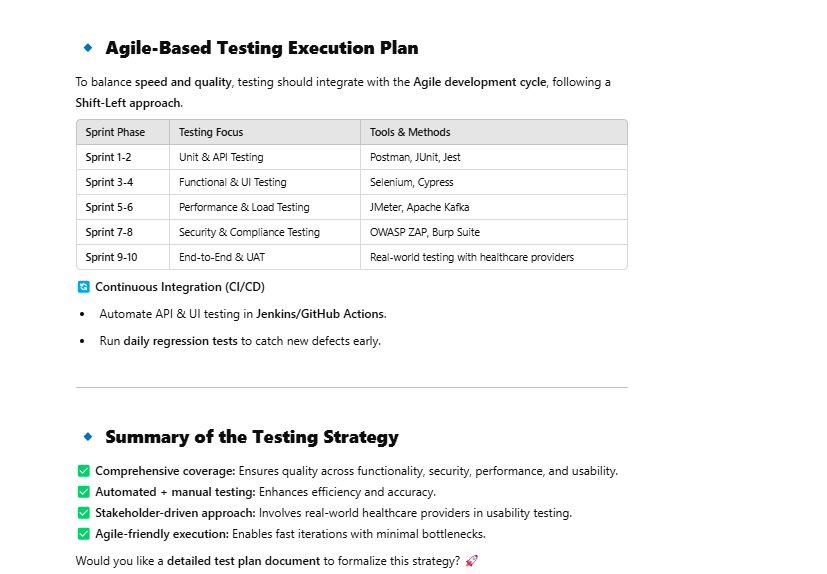 🔹 Agile-Based Testing Execution Plan
To balance speed and quality, testing should integrate with the Agile development cycle, following a
Shift-Left approach.
Sprint Phase Testing Focus Tools & Methods
Sprint 1-2 Unit & API Testing Postman, JUnit, Jest
Sprint 3-4 Functional & UI Testing Selenium, Cypress
Sprint 5-6 Performance & Load Testing JMeter, Apache Kafka
Sprint 7-8 Security & Compliance Testing OWASP ZAP, Burp Suite
Sprint 9-10 End-to-End & UAT Real-world testing with healthcare providers
🔄 Continuous Integration (CI/CD)
• Automate API & UI testing in Jenkins/GitHub Actions.
• Run daily regression tests to catch new defects early.
🔹 Summary of the Testing Strategy
✅ Comprehensive coverage: Ensures quality across functionality, security, performance, and usability.
✅ Automated + manual testing: Enhances efficiency and accuracy.
✅ Stakeholder-driven approach: Involves real-world healthcare providers in usability testing.
✅ Agile-friendly execution: Enables fast iterations with minimal bottlenecks.
Would you like a detailed test plan document to formalize this strategy? 🚀